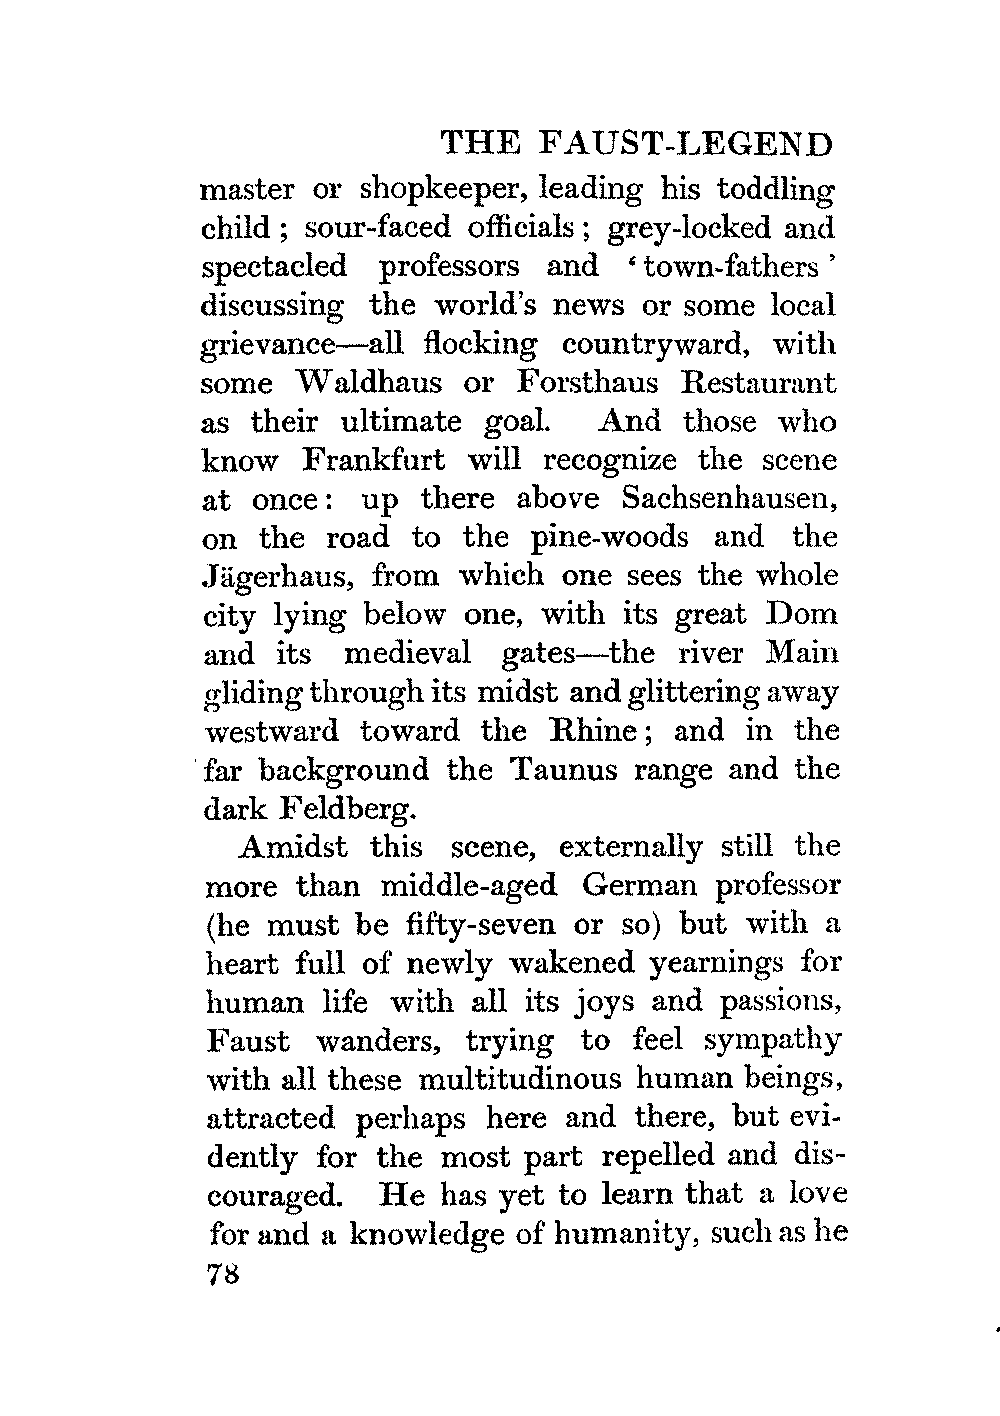 THE FAUST-LEGEND
master or shopkeeper, leading his toddling
child ; sour-faced officials ; grey-locked and
spectacled professors and ‘ town-fathers ’
discussing the world's news or some local
grievance—all flocking countryward, with
some Waldhaus or Forsthaus Restaurant
as their ultimate goal. And those who
know Frankfurt will recognize the scene
at once : up there above Sachsenhausen,
on the road to the pine-woods and the
Jägerhaus, from which one sees the whole
city lying below one, with its great Dom
and its medieval gates—the river Main
gliding through its midst and glittering away
westward toward the Rhine ; and in the
far background the Taunus range and the
dark Feldberg.
Amidst this scene, externally still the
more than middle-aged German professor
(he must be fifty-seven or so) but with a
heart full of newly wakened yearnings for
human life with all its joys and passions,
Faust wanders, trying to feel sympathy
with all these multitudinous human beings,
attracted perhaps here and there, but evi-
dently for the most part repelled and dis-
couraged. He has yet to learn that a love
for and a knowledge of humanity, such as he
78